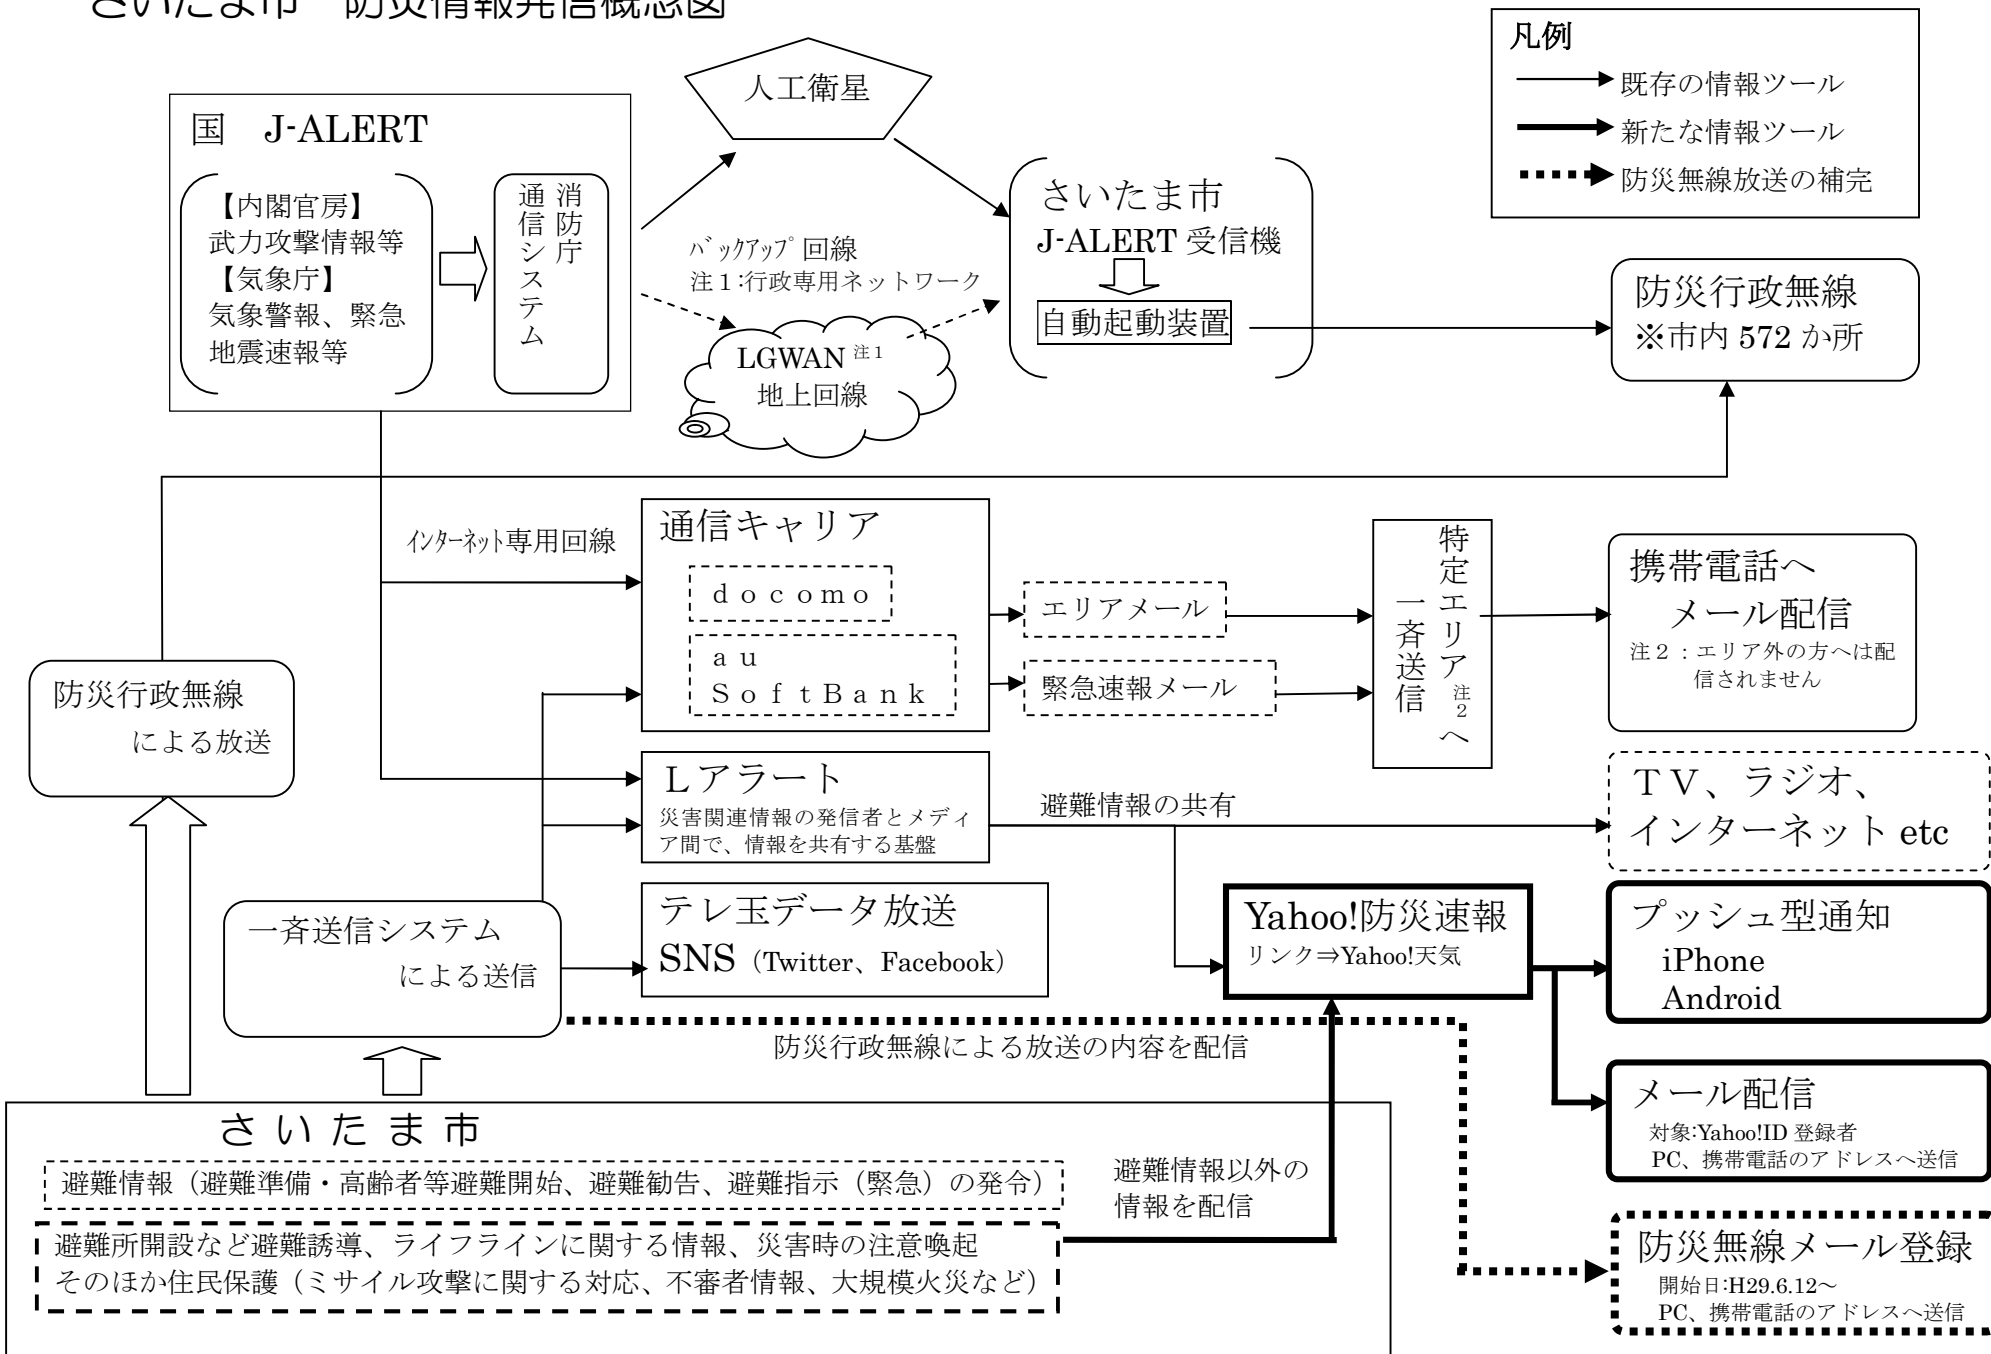 さいたま市　防災情報発信概念図
凡例
既存の情報ツール
新たな情報ツール
防災無線放送の補完
人工衛星
国　J-ALERT
【内閣官房】
武力攻撃情報等
【気象庁】
気象警報、緊急
地震速報等
消防庁
通信システム
ﾊﾞｯｸｱｯﾌﾟ回線
注１:行政専用ネットワーク
LGWAN 注１
地上回線
さいたま市
J-ALERT 受信機
自動起動装置
防災行政無線
※市内 572 か所
ｲﾝﾀｰﾈｯﾄ専用回線
通信キャリア
ｄｏｃｏｍｏ
ａｕ
ＳｏｆｔＢａｎｋ
エリアメール
緊急速報メール
特定エリア注２へ
一斉送信
携帯電話へ
メール配信
注２：エリア外の方へは配
信されません
防災行政無線
による放送
Ｌアラート
災害関連情報の発信者とメディ
ア間で、情報を共有する基盤
避難情報の共有
ＴＶ、ラジオ、
インターネット etc
一斉送信システム
による送信
テレ玉データ放送
SNS（Twitter、Facebook）
Yahoo!防災速報
リンク⇒Yahoo!天気
プッシュ型通知
iPhone
Android
防災行政無線による放送の内容を配信
メール配信
対象:Yahoo!ID 登録者
PC、携帯電話のアドレスへ送信
さいたま市
避難情報（避難準備・高齢者等避難開始、避難勧告、避難指示（緊急）の発令）
避難情報以外の
情報を配信
避難所開設など避難誘導、ライフラインに関する情報、災害時の注意喚起
そのほか住民保護（ミサイル攻撃に関する対応、不審者情報、大規模火災など）
防災無線メール登録
開始日:H29.6.12～
PC、携帯電話のアドレスへ送信